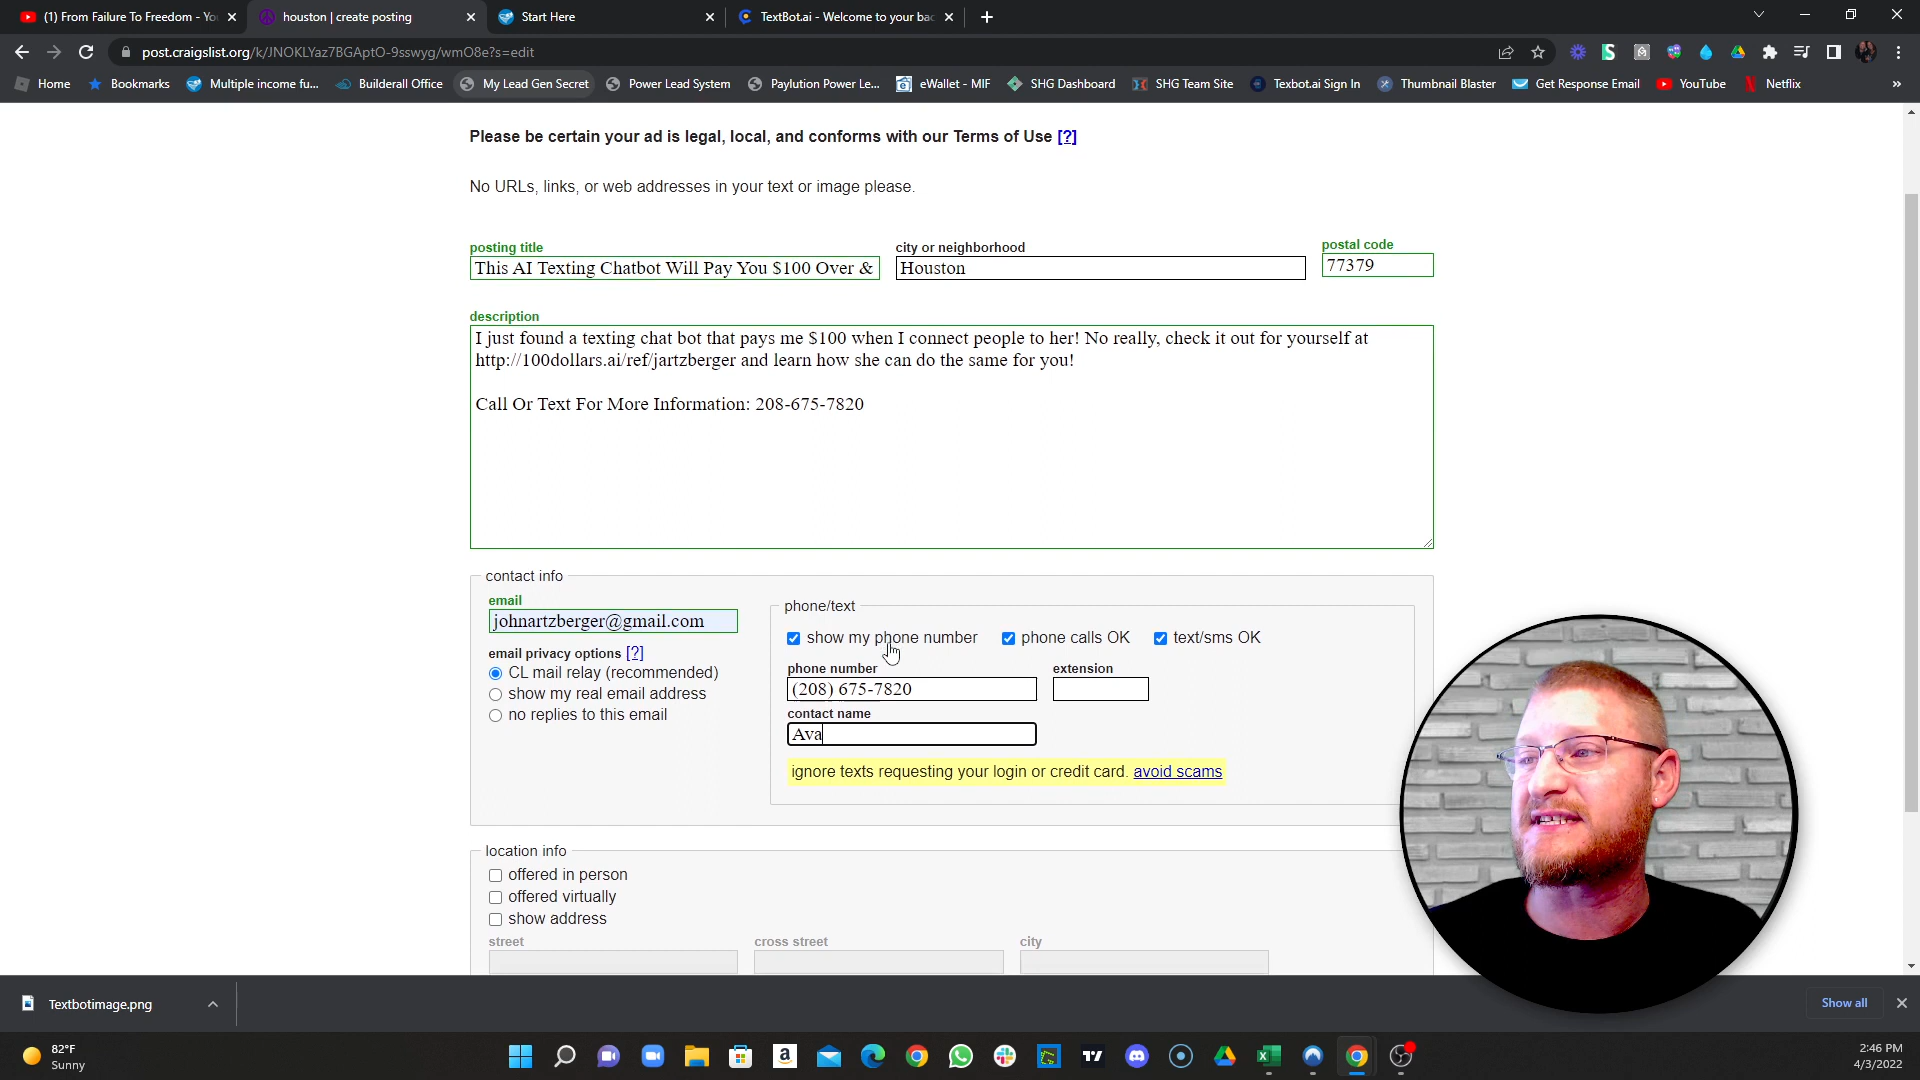 (1) From Failure To Freedom - Yo
houston | create posting
Start Here
TextBot.ai - Welcome to your bac
post.craigslist.org/k/JNOKLYaz7BGAptO-9sswyg/wmO8e?s=edit
Home
Bookmarks
Multiple income fu...
Builderall Office
My Lead Gen Secret
Power Lead System
Paylution Power Le...
eWallet - MIF
SHG Dashboard
SHG Team Site
Texbot.ai Sign In
Thumbnail Blaster
Get Response Email
YouTube
Netflix
»
Please be certain your ad is legal, local, and conforms with our Terms of Use [?]
No URLs, links, or web addresses in your text or image please.
posting title
city or neighborhood
postal code
This AI Texting Chatbot Will Pay You $100 Over &
Houston
77379
description
I just found a texting chat bot that pays me $100 when I connect people to her! No really, check it out for yourself at
http://100dollars.ai/ref/jartzberger and learn how she can do the same for you!
Call Or Text For More Information: 208-675-7820
contact info
email
johnartzberger@gmail.com
email privacy options [?]
CL mail relay (recommended)
show my real email address
no replies to this email
phone/text
show my phone number
phone calls OK
text/sms OK
phone number
extension
(208) 675-7820
contact name
Ava
ignore texts requesting your login or credit card. avoid scams
location info
offered in person
offered virtually
show address
street
cross street
city
Textbotimage.png
Show all
82°F
Sunny
2:46 PM
4/3/2022